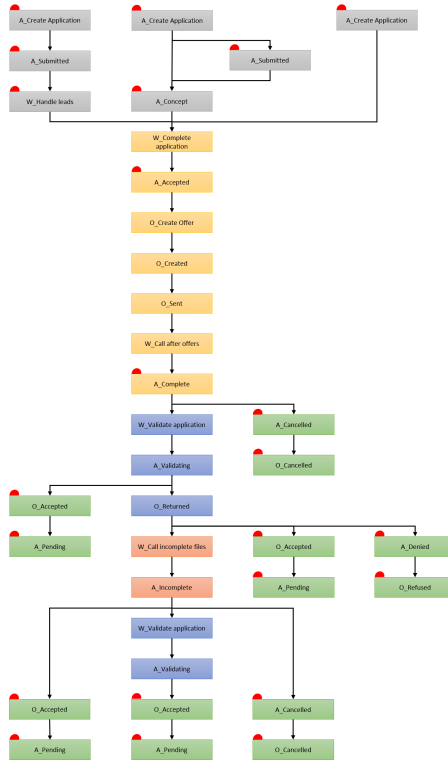 A_Create Application
A_Create Application
A_Create Application
A_Submitted
A_Submitted
W_Handle leads
A_Concept
W_Complete
application
A_Accepted
O_Create Offer
O_Created
O_Sent
W_Call after offers
A_Complete
W_Validate application
A_Cancelled
A_Validating
O_Cancelled
O_Accepted
O_Returned
A_Pending
W_Call incomplete files
O_Accepted
A_Denied
A_Incomplete
A_Pending
O_Refused
W_Validate application
A_Validating
O_Accepted
O_Accepted
A_Cancelled
A_Pending
A_Pending
O_Cancelled